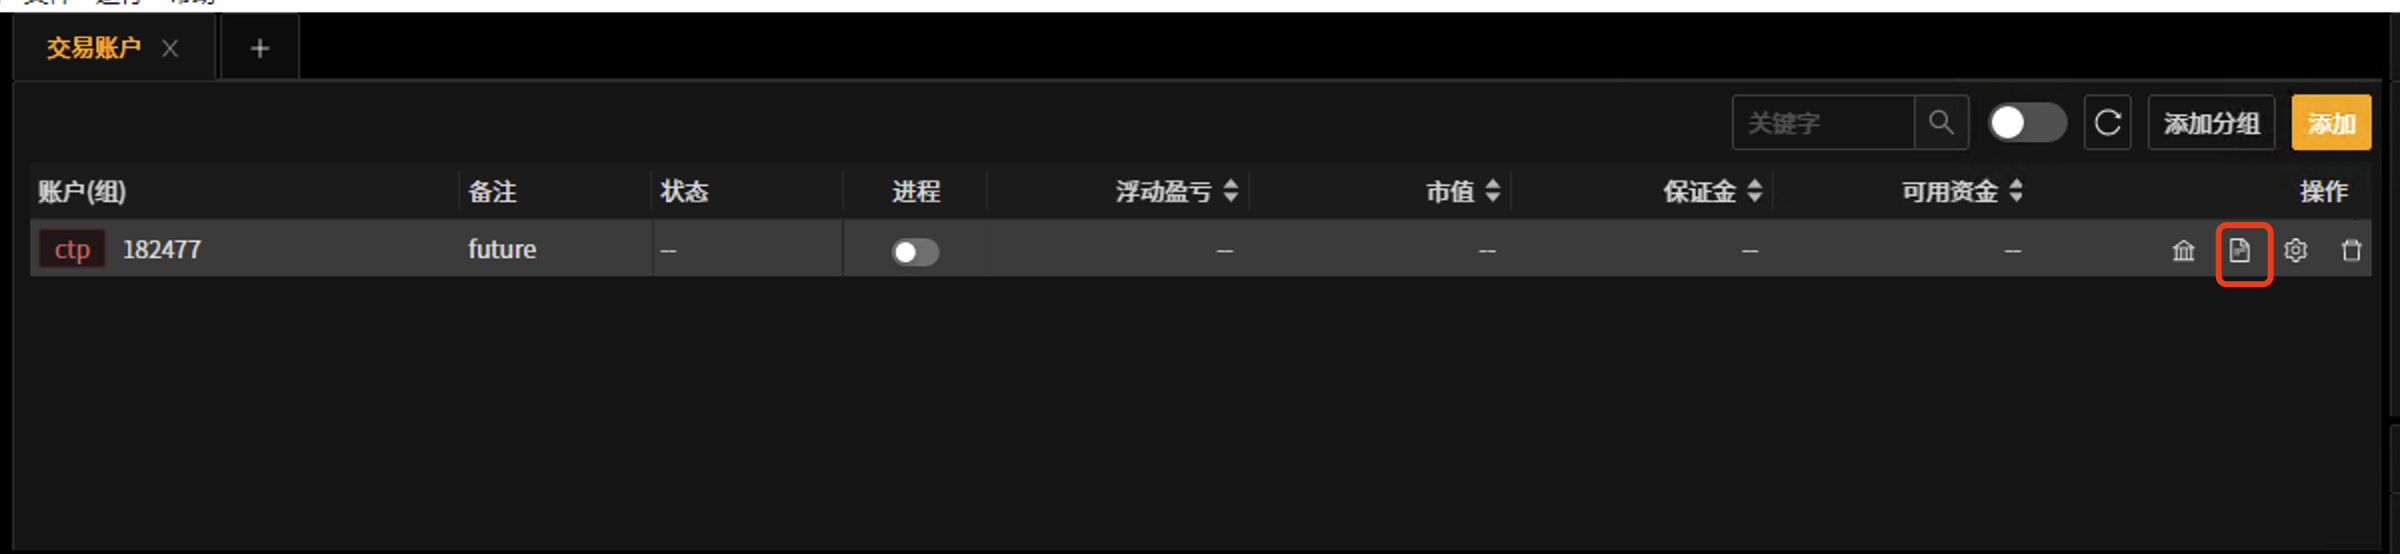 交易账户
关键字 添加分组 添加
账户(组) 备注 状态 进程 浮动盈亏 市值 保证金 可用资金 操作
ctp 182477 future -- -- -- -- --